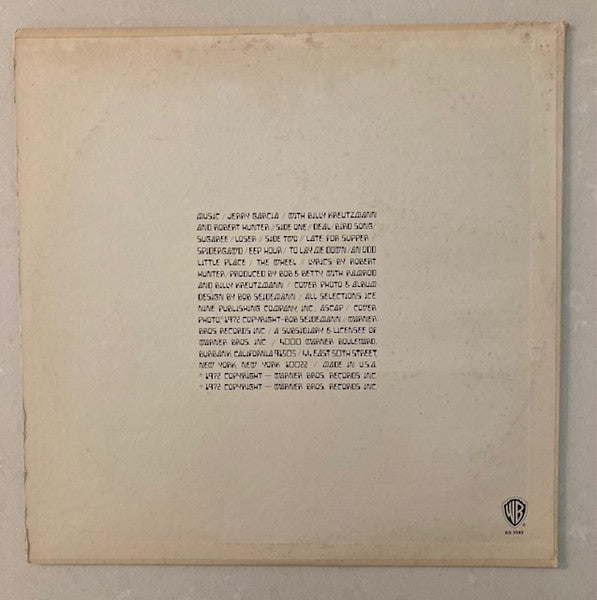 MUSIC / JERRY GARCIA / WITH BILLY KREUTZMANN
AND ROBERT HUNTER / SIDE ONE / DEAL / BIRD SONG /
SUGAREE / LOSER // SIDE TWO // LATE FOR SUPPER /
SPIDERGAWD / EEP HOUR / TO LAY ME DOWN / AN ODD
LITTLE PLACE / THE WHEEL // LYRICS BY ROBERT
HUNTER / PRODUCED BY BOB & BETTY WITH RAMROD
AND BILLY KREUTZMANN / COVER PHOTO & ALBUM
DESIGN BY BOB SEIDEMANN / ALL SELECTIONS ICE
NINE PUBLISHING COMPANY, INC., ASCAP / COVER
PHOTO © 1972 COPYRIGHT-BOB SEIDEMANN / WARNER
BROS. RECORDS INC. / A SUBSIDIARY & LICENSEE OF
WARNER BROS. INC. / 4000 WARNER BOULEVARD,
BURBANK, CALIFORNIA 91505 / 44 EAST 50TH STREET,
NEW YORK, NEW YORK 10022 / MADE IN U.S.A.
© 1972 COPYRIGHT — WARNER BROS. RECORDS INC.
℗ 1972 COPYRIGHT — WARNER BROS. RECORDS INC.
WB
BS 2582